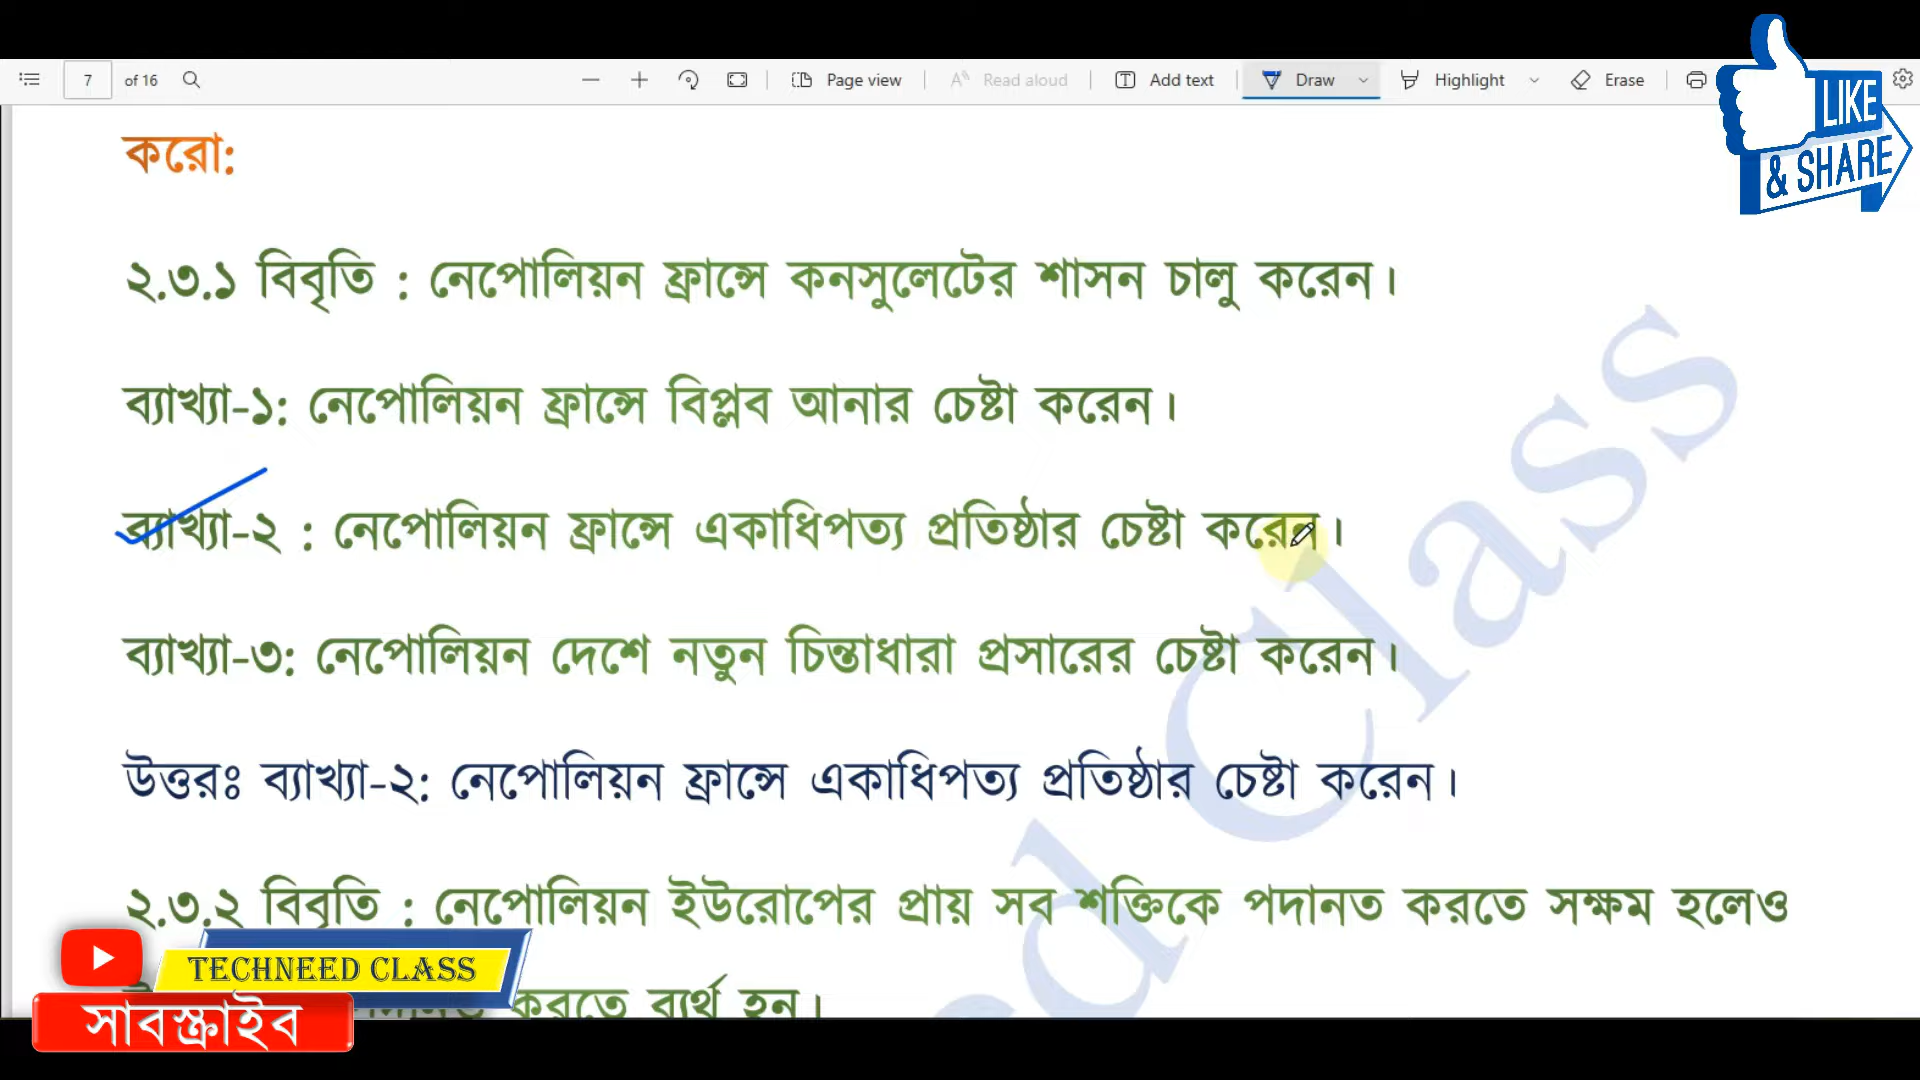 7 of 16 Page view Read aloud Add text Draw Highlight Erase
LIKE
& SHARE
করো:
২.৩.১ বিবৃতি : নেপোলিয়ন ফ্রান্সে কনসুলেটের শাসন চালু করেন।
ব্যাখ্যা-১: নেপোলিয়ন ফ্রান্সে বিপ্লব আনার চেষ্টা করেন।
ব্যাখ্যা-২ : নেপোলিয়ন ফ্রান্সে একাধিপত্য প্রতিষ্ঠার চেষ্টা করেন।
ব্যাখ্যা-৩: নেপোলিয়ন দেশে নতুন চিন্তাধারা প্রসারের চেষ্টা করেন।
উত্তরঃ ব্যাখ্যা-২: নেপোলিয়ন ফ্রান্সে একাধিপত্য প্রতিষ্ঠার চেষ্টা করেন।
২.৩.২ বিবৃতি : নেপোলিয়ন ইউরোপের প্রায় সব শক্তিকে পদানত করতে সক্ষম হলেও
করতে ব্যর্থ হন।
ed Class
TECHNEED CLASS
সাবস্ক্রাইব